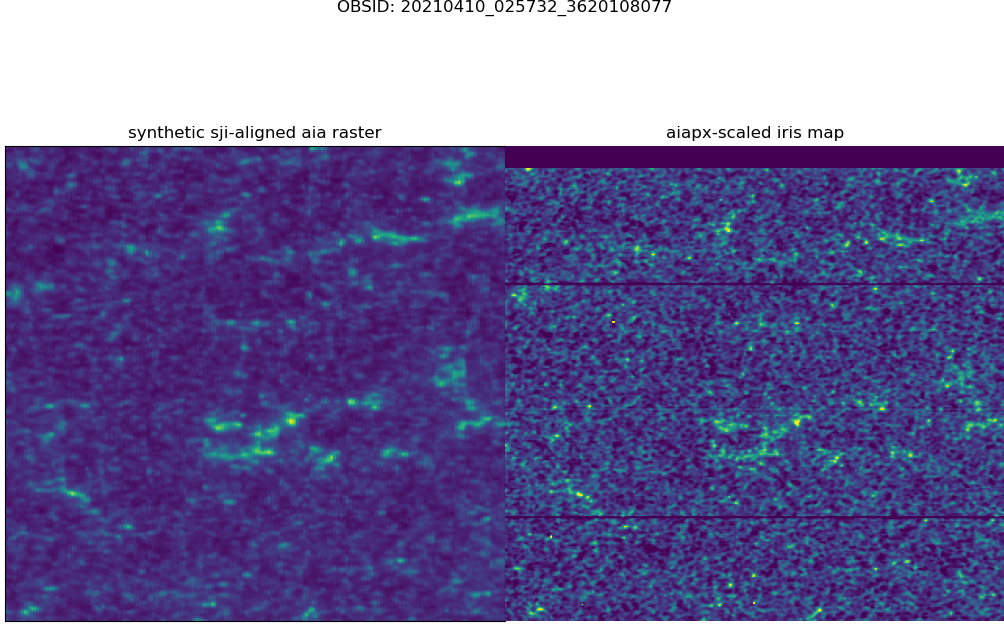 OBSID: 20210410_025732_3620108077
synthetic sji-aligned aia raster
aiapx-scaled iris map